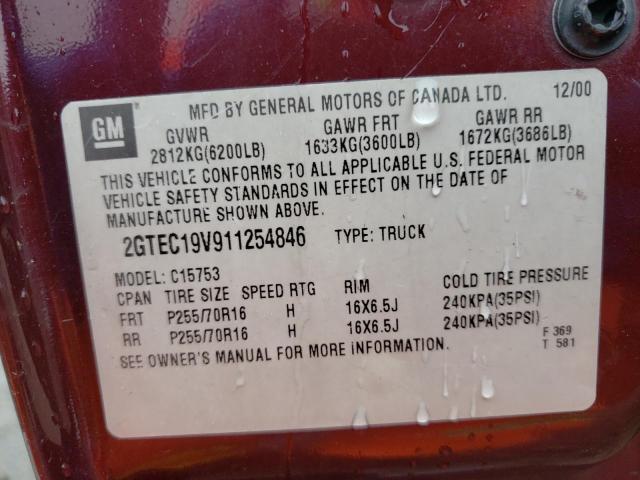 MFD BY GENERAL MOTORS OF CANADA LTD. 12/00
GM
GVWR GAWR FRT GAWR RR
2812KG(6200LB) 1633KG(3600LB) 1672KG(3686LB)
THIS VEHICLE CONFORMS TO ALL APPLICABLE U.S. FEDERAL MOTOR
VEHICLE SAFETY STANDARDS IN EFFECT ON THE DATE OF
MANUFACTURE SHOWN ABOVE.
2GTEC19V911254846 TYPE: TRUCK
MODEL: C15753
CPAN TIRE SIZE SPEED RTG RIM COLD TIRE PRESSURE
FRT P255/70R16 H 16X6.5J 240KPA(35PSI)
RR P255/70R16 H 16X6.5J 240KPA(35PSI)
SEE OWNER'S MANUAL FOR MORE INFORMATION.
F 369
T 581